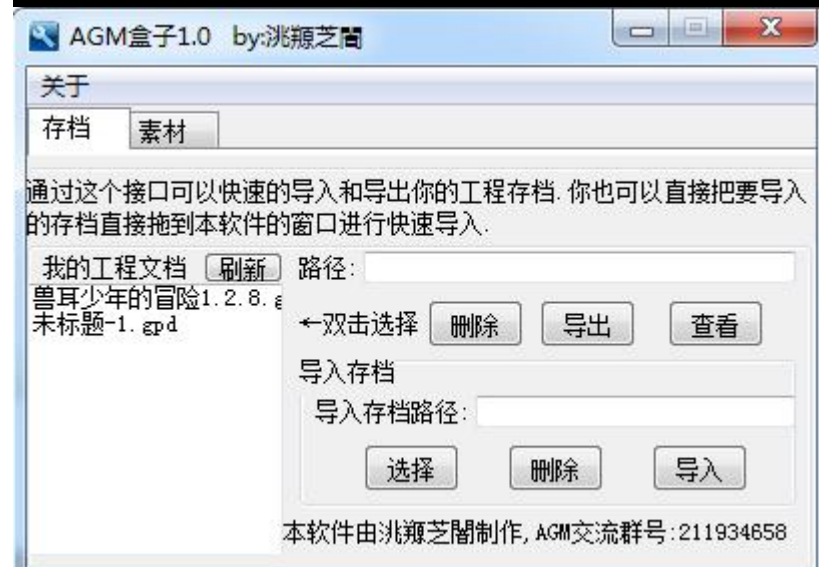 AGM盒子1.0 by:洮羱芝閽
关于
存档 素材
通过这个接口可以快速的导入和导出你的工程存档.你也可以直接把要导入
的存档直接拖到本软件的窗口进行快速导入.
我的工程文档 刷新 路径:
兽耳少年的冒险1.2.8.g
未标题-1.gpd
←双击选择 删除 导出 查看
导入存档
导入存档路径:
选择 删除 导入
本软件由洮羱芝閽制作,AGM交流群号:211934658